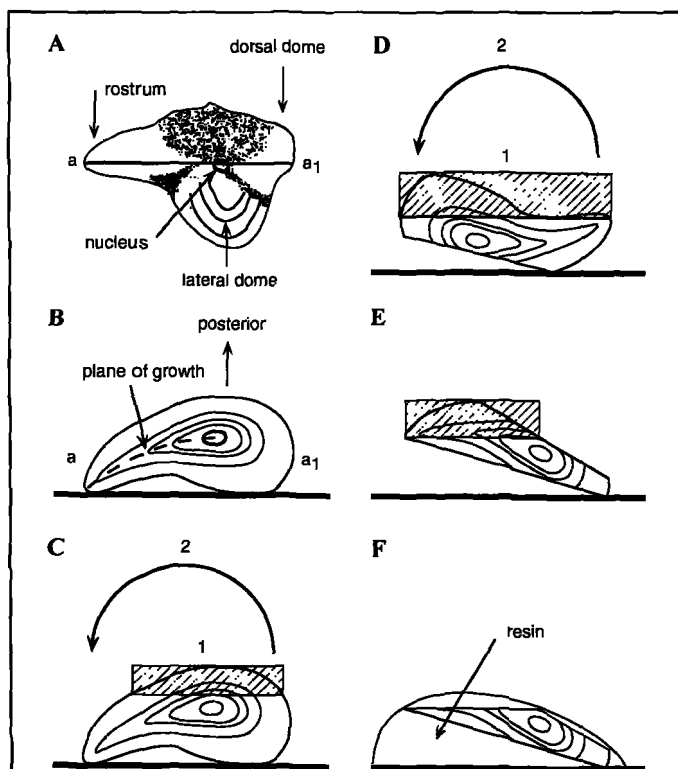 A
dorsal dome
rostrum
a
a1
nucleus
lateral dome
B
posterior
plane of growth
a
a1
C
2
1
D
2
1
E
F
resin